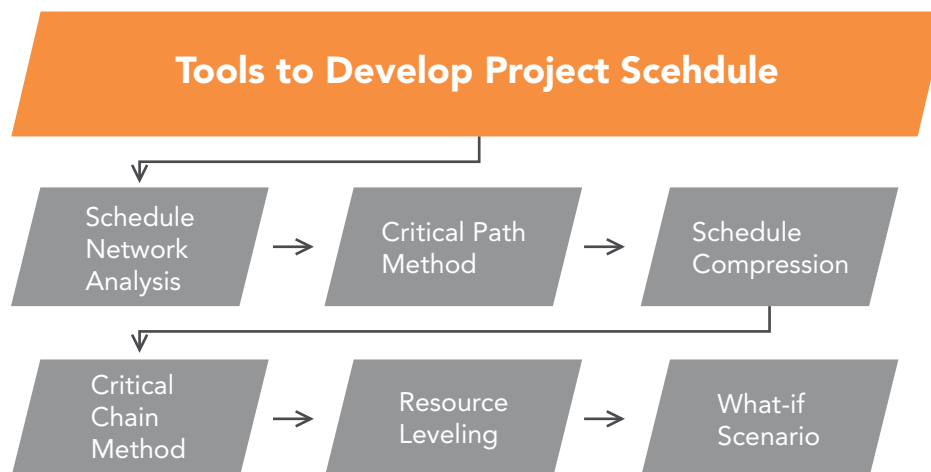 Tools to Develop Project Scehdule
Schedule
Network
Analysis
Critical Path
Method
Schedule
Compression
Critical
Chain
Method
Resource
Leveling
What-if
Scenario